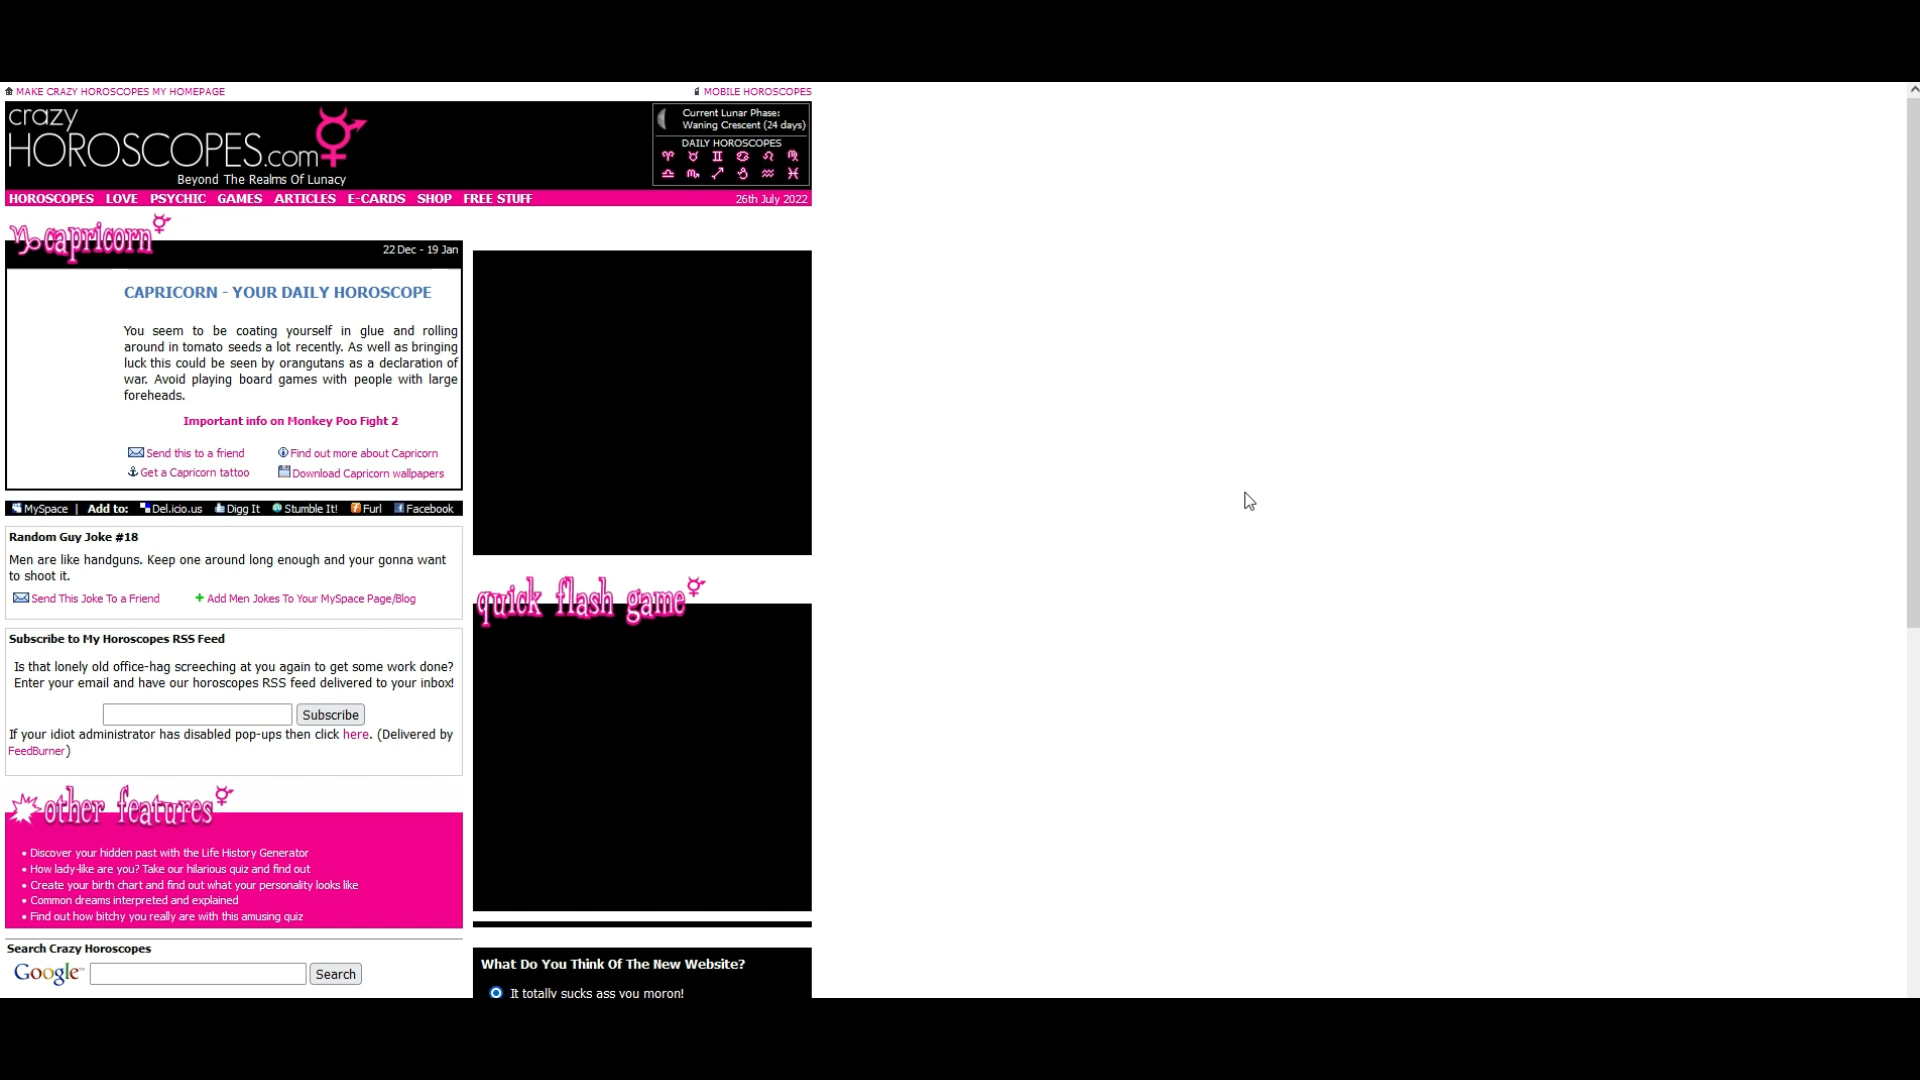 MAKE CRAZY HOROSCOPES MY HOMEPAGE
MOBILE HOROSCOPES
crazy
HOROSCOPES.com
Beyond The Realms Of Lunacy
Current Lunar Phase:
Waning Crescent (24 days)
DAILY HOROSCOPES
♈ ♉ ♊ ♋ ♌ ♍
♎ ♏ ♐ ♑ ♒ ♓
HOROSCOPES LOVE PSYCHIC GAMES ARTICLES E-CARDS SHOP FREE STUFF
26th July 2022
♑ capricorn
22 Dec - 19 Jan
CAPRICORN - YOUR DAILY HOROSCOPE
You seem to be coating yourself in glue and rolling
around in tomato seeds a lot recently. As well as bringing
luck this could be seen by orangutans as a declaration of
war. Avoid playing board games with people with large
foreheads.
Important info on Monkey Poo Fight 2
Send this to a friend
Find out more about Capricorn
Get a Capricorn tattoo
Download Capricorn wallpapers
MySpace | Add to: Del.icio.us Digg It Stumble It! Furl Facebook
Random Guy Joke #18
Men are like handguns. Keep one around long enough and your gonna want
to shoot it.
Send This Joke To a Friend
+ Add Men Jokes To Your MySpace Page/Blog
Subscribe to My Horoscopes RSS Feed
Is that lonely old office-hag screeching at you again to get some work done?
Enter your email and have our horoscopes RSS feed delivered to your inbox!
Subscribe
If your idiot administrator has disabled pop-ups then click here. (Delivered by
FeedBurner)
other features
• Discover your hidden past with the Life History Generator
• How lady-like are you? Take our hilarious quiz and find out
• Create your birth chart and find out what your personality looks like
• Common dreams interpreted and explained
• Find out how bitchy you really are with this amusing quiz
Search Crazy Horoscopes
Google
Search
quick flash game
What Do You Think Of The New Website?
It totally sucks ass you moron!